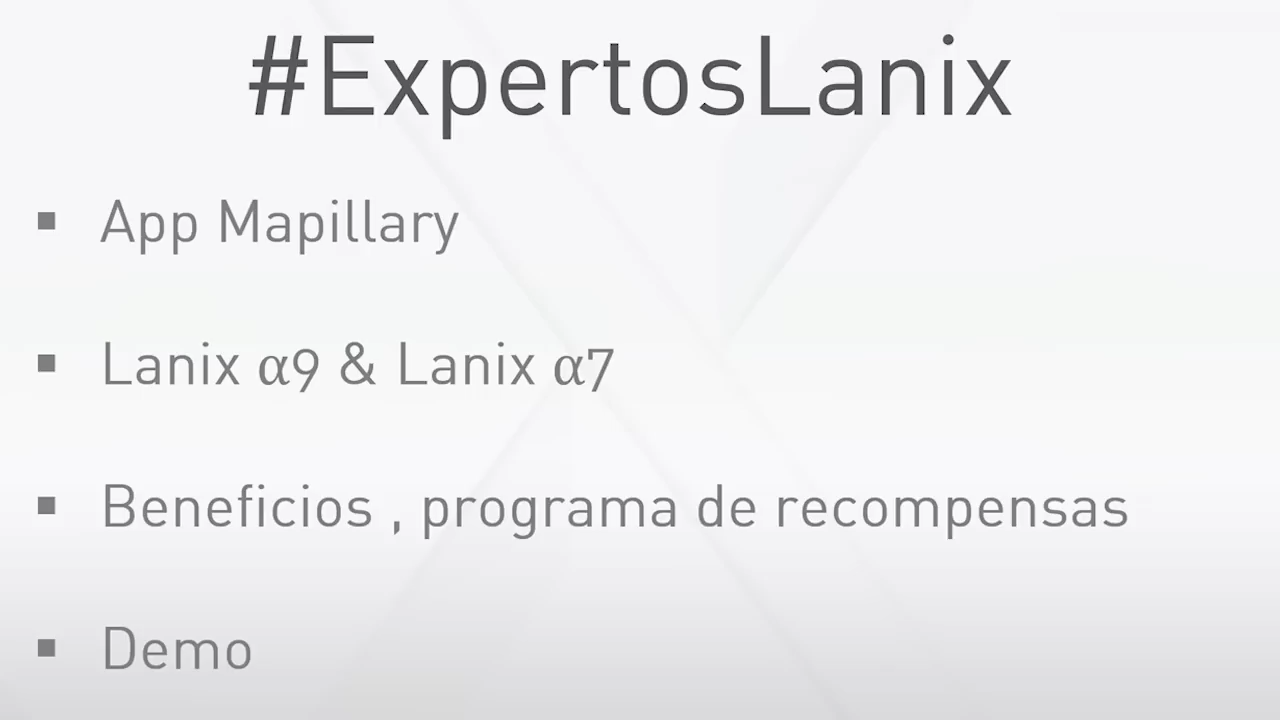 #ExpertosLanix
▪ App Mapillary
▪ Lanix α9 & Lanix α7
▪ Beneficios , programa de recompensas
▪ Demo